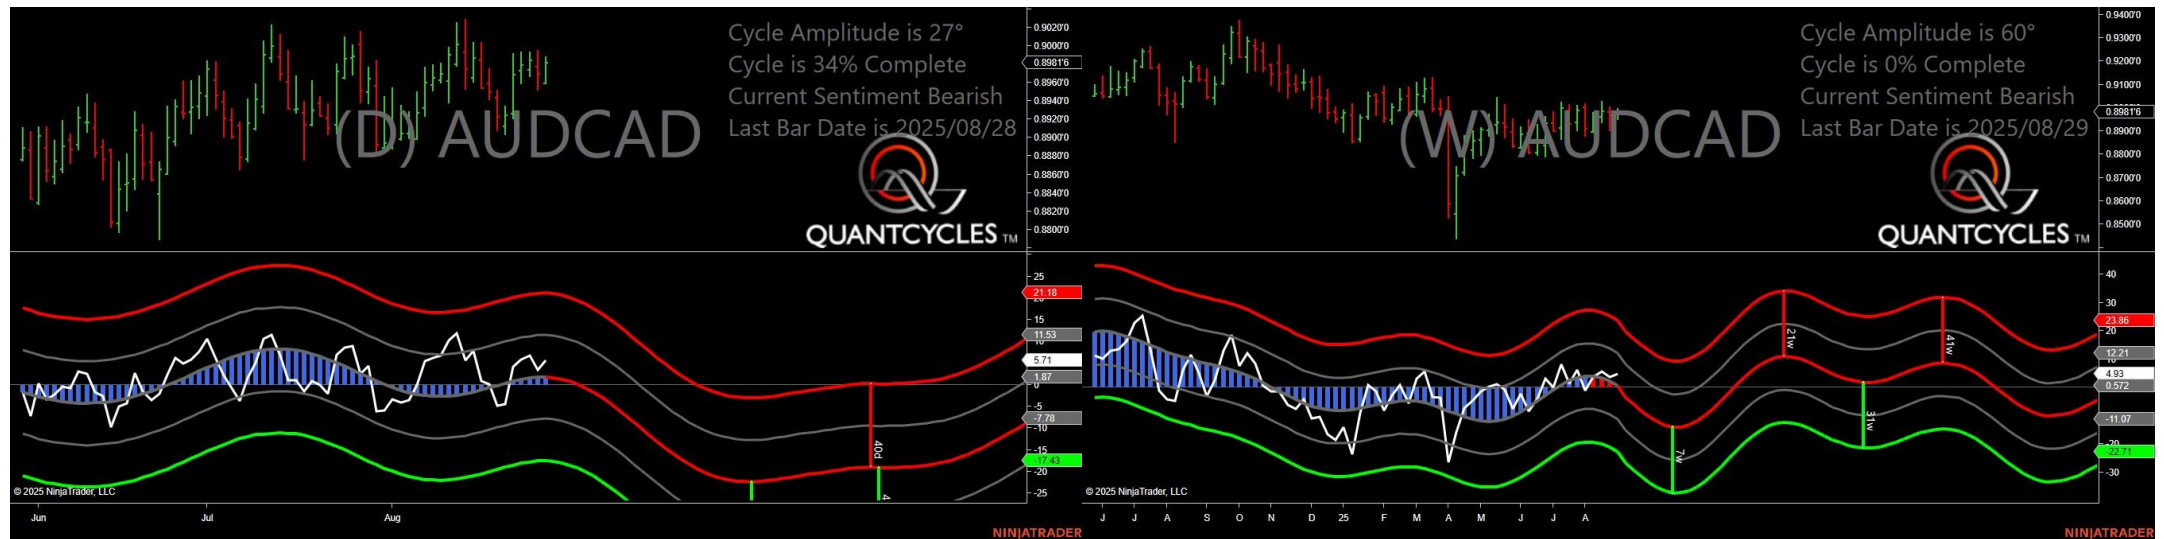 Cycle Amplitude is 27°
Cycle is 34% Complete
Current Sentiment Bearish
Last Bar Date is 2025/08/28
(D) AUDCAD
QUANTCYCLES TM
0.9020'0
0.9000'0
0.8981'6
0.8960'0
0.8940'0
0.8920'0
0.8900'0
0.8880'0
0.8860'0
0.8840'0
0.8820'0
0.8800'0
25
21.18
15
11.53
5.71
1.87
-5
-7.78
-10
-15
-17.43
-20
-25
40d
4
© 2025 NinjaTrader, LLC
Jun Jul Aug
NINJATRADER
Cycle Amplitude is 60°
Cycle is 0% Complete
Current Sentiment Bearish
Last Bar Date is 2025/08/29
(W) AUDCAD
QUANTCYCLES TM
0.9400'0
0.9300'0
0.9200'0
0.9100'0
0.8981'6
0.8900'0
0.8800'0
0.8700'0
0.8600'0
0.8500'0
40
30
23.86
20
12.21
4.93
0.572
-11.07
-20
-22.71
-30
7w
21w
31w
41w
© 2025 NinjaTrader, LLC
J J A S O N D 25 F M A M J J A
NINJATRADER